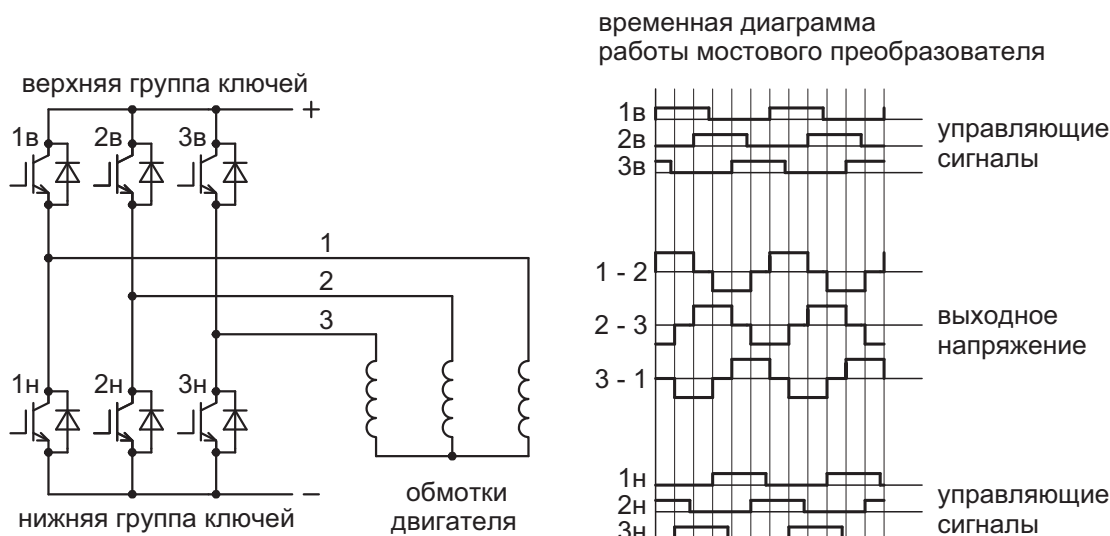 временная диаграмма
работы мостового преобразователя
верхняя группа ключей
+
1в 2в 3в
1
2
3
1н 2н 3н
–
нижняя группа ключей
обмотки
двигателя
1в
2в
3в
управляющие
сигналы
1 - 2
2 - 3
3 - 1
выходное
напряжение
1н
2н
3н
управляющие
сигналы